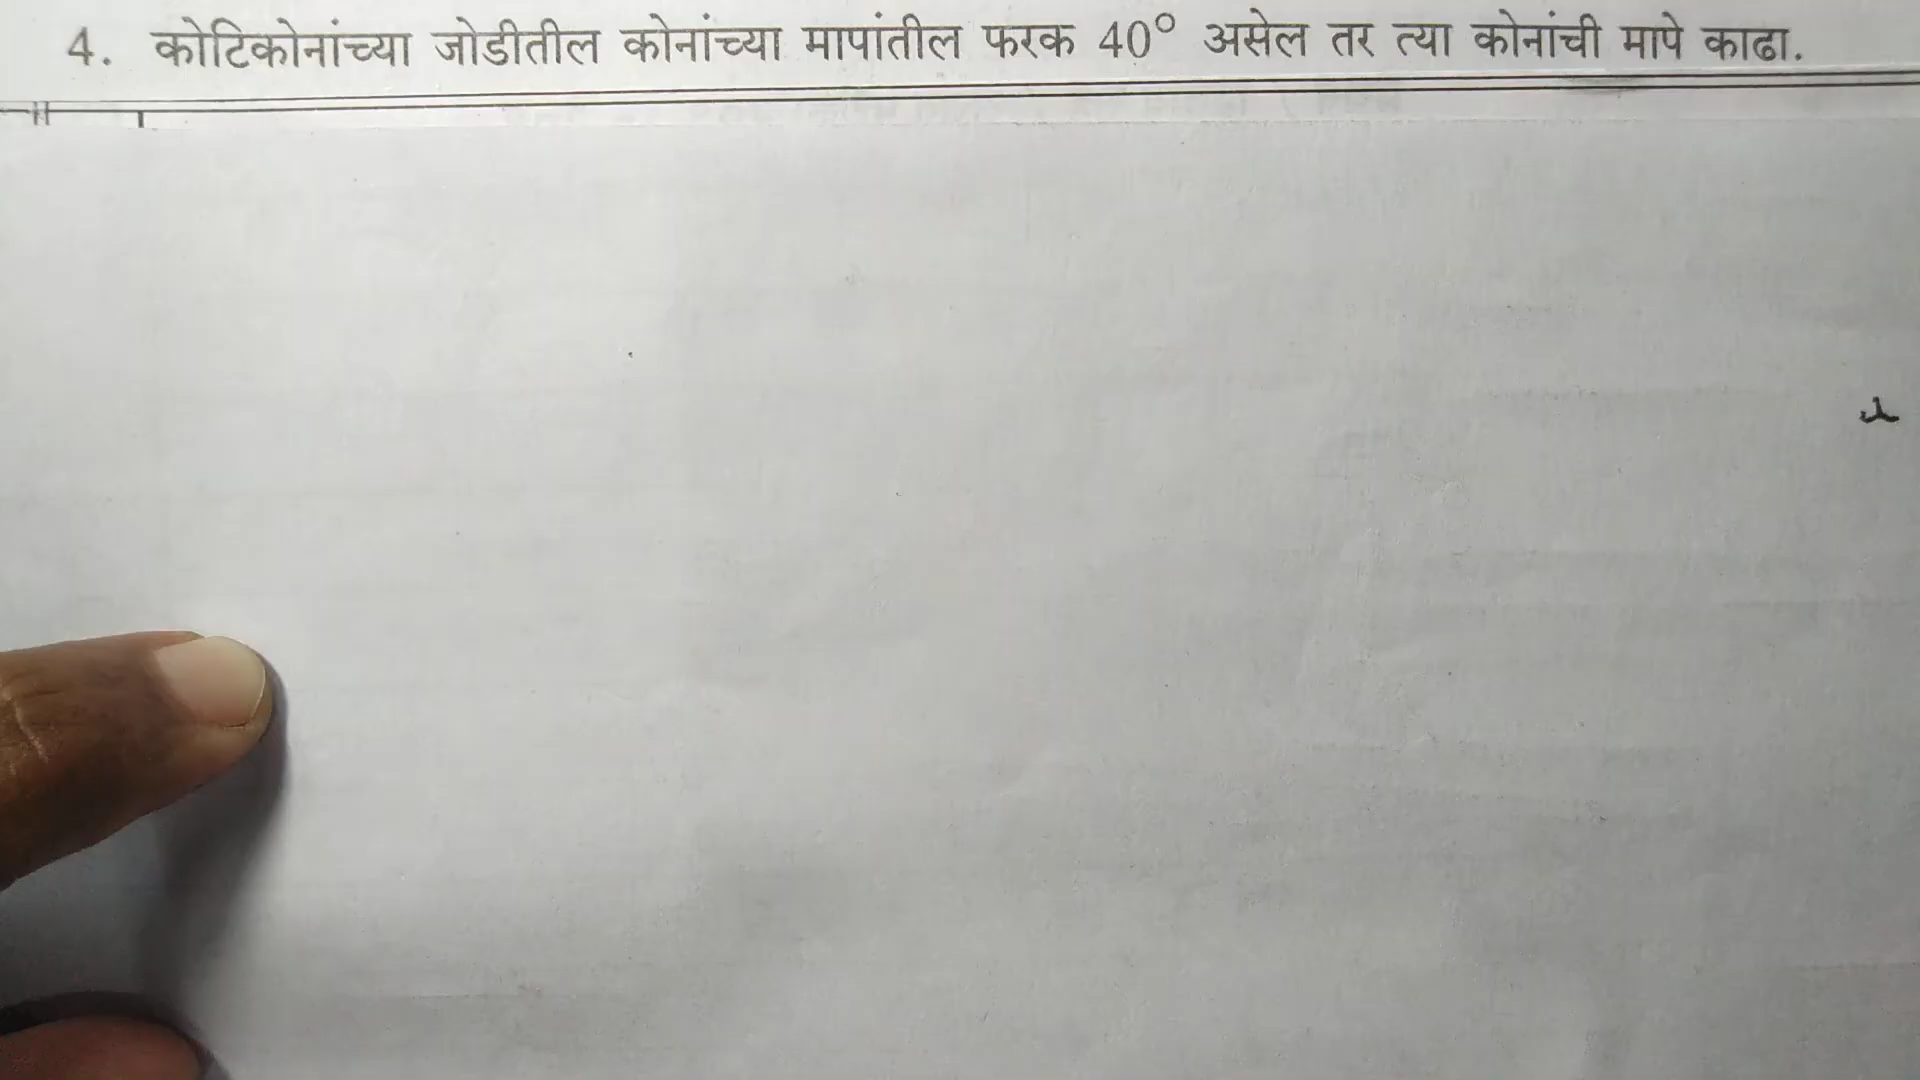 4. कोटिकोनांच्या जोडीतील कोनांच्या मापांतील फरक 40° असेल तर त्या कोनांची मापे काढा.